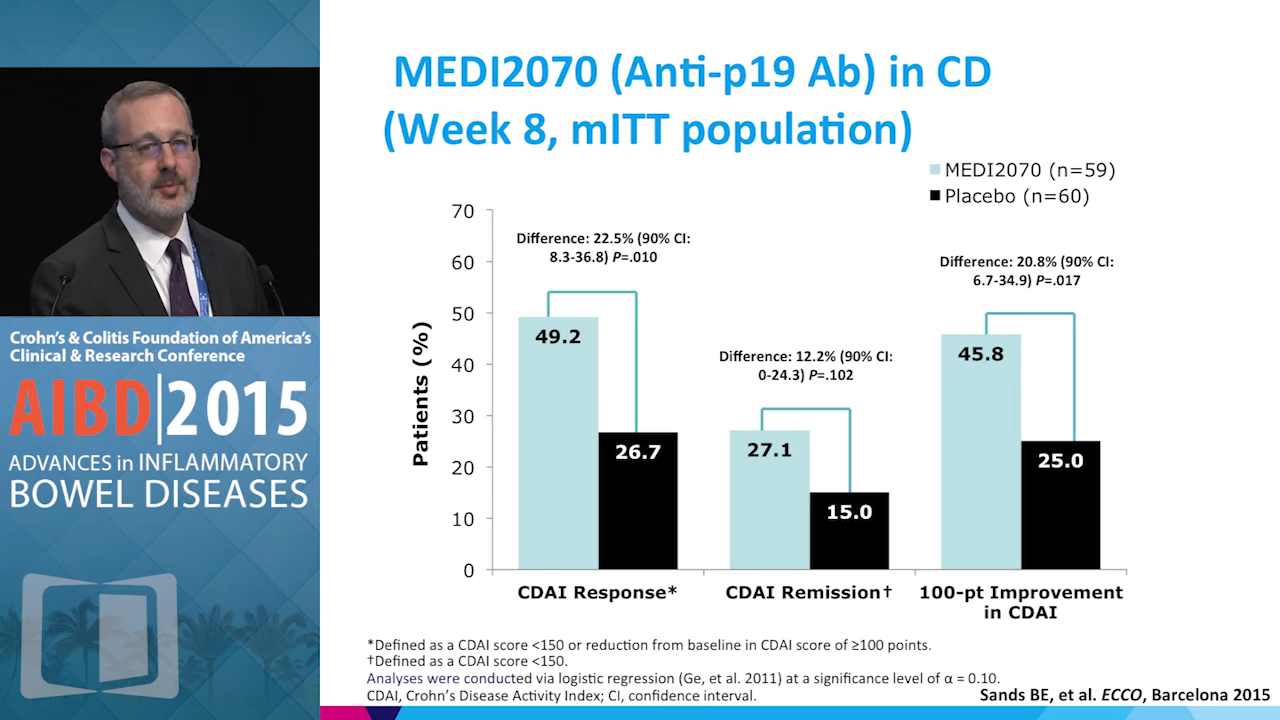 Crohn's & Colitis Foundation of America's
Clinical & Research Conference
AIBD|2015
ADVANCES in INFLAMMATORY
BOWEL DISEASES
MEDI2070 (Anti-p19 Ab) in CD
(Week 8, mITT population)
MEDI2070 (n=59)
Placebo (n=60)
Patients (%)
70
60
50
40
30
20
10
0
Difference: 22.5% (90% CI:
8.3-36.8) P=.010
49.2
26.7
CDAI Response*
Difference: 12.2% (90% CI:
0-24.3) P=.102
27.1
15.0
CDAI Remission†
Difference: 20.8% (90% CI:
6.7-34.9) P=.017
45.8
25.0
100-pt Improvement
in CDAI
*Defined as a CDAI score <150 or reduction from baseline in CDAI score of ≥100 points.
†Defined as a CDAI score <150.
Analyses were conducted via logistic regression (Ge, et al. 2011) at a significance level of α = 0.10.
CDAI, Crohn's Disease Activity Index; CI, confidence interval.
Sands BE, et al. ECCO, Barcelona 2015